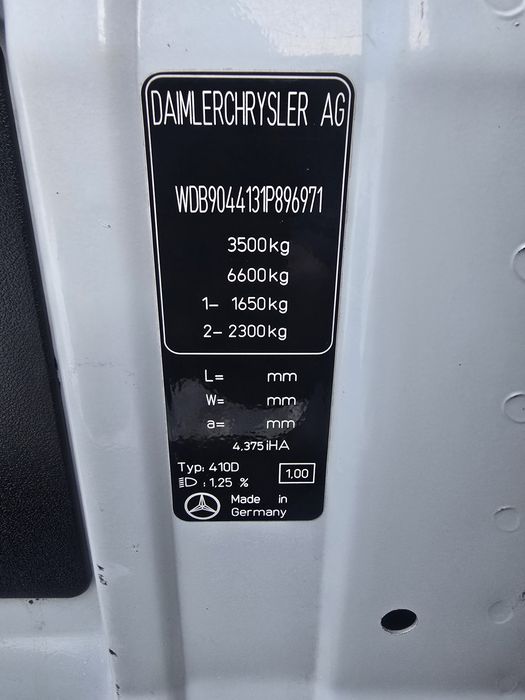 DAIMLERCHRYSLER AG
WDB9044131P896971
3500kg
6600kg
1- 1650kg
2- 2300kg
L= mm
W= mm
a= mm
4,375iHA
Typ: 410D
: 1,25 % 1,00
Made in
Germany